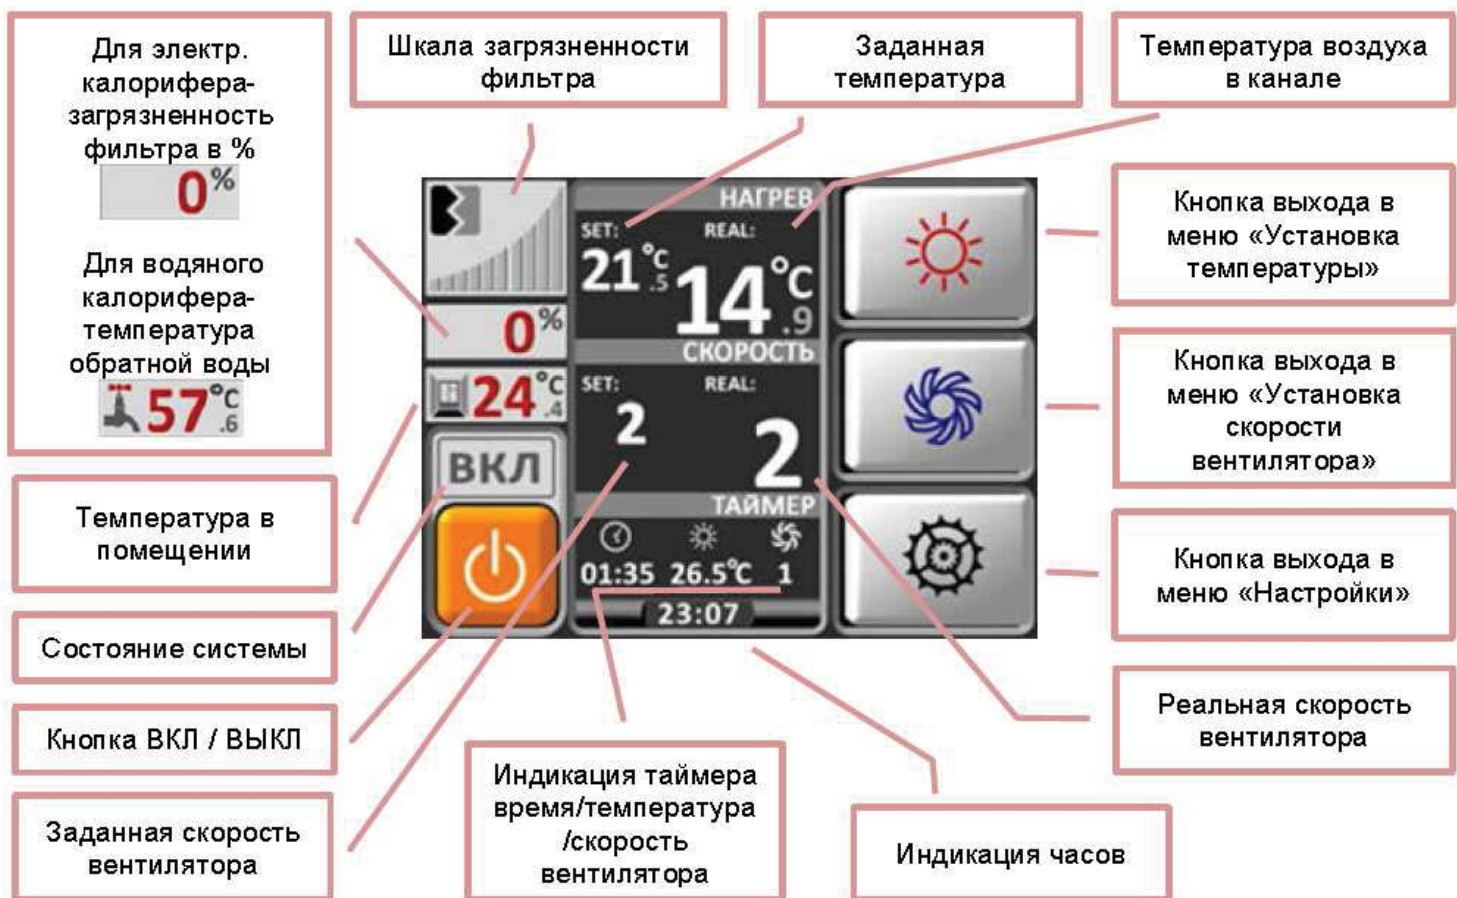 Для электр.
калорифера-
загрязненность
фильтра в %
0%
Для водяного
калорифера-
температура
обратной воды
57°C
.6
Шкала загрязненности
фильтра
Заданная
температура
Температура воздуха
в канале
НАГРЕВ
SET:
REAL:
21°C
.5
14°C
.9
0%
СКОРОСТЬ
24°C
.4
SET:
REAL:
2
2
ВКЛ
ТАЙМЕР
01:35 26.5°C 1
23:07
Кнопка выхода в
меню «Установка
температуры»
Кнопка выхода в
меню «Установка
скорости
вентилятора»
Кнопка выхода в
меню «Настройки»
Реальная скорость
вентилятора
Температура в
помещении
Состояние системы
Кнопка ВКЛ / ВЫКЛ
Заданная скорость
вентилятора
Индикация таймера
время/температура
/скорость
вентилятора
Индикация часов